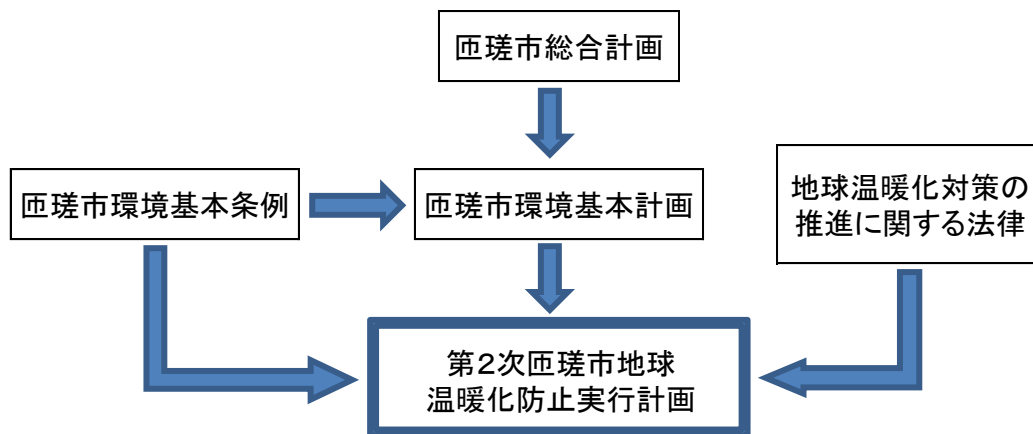 匝瑳市総合計画
匝瑳市環境基本条例
匝瑳市環境基本計画
地球温暖化対策の
推進に関する法律
第２次匝瑳市地球
温暖化防止実行計画